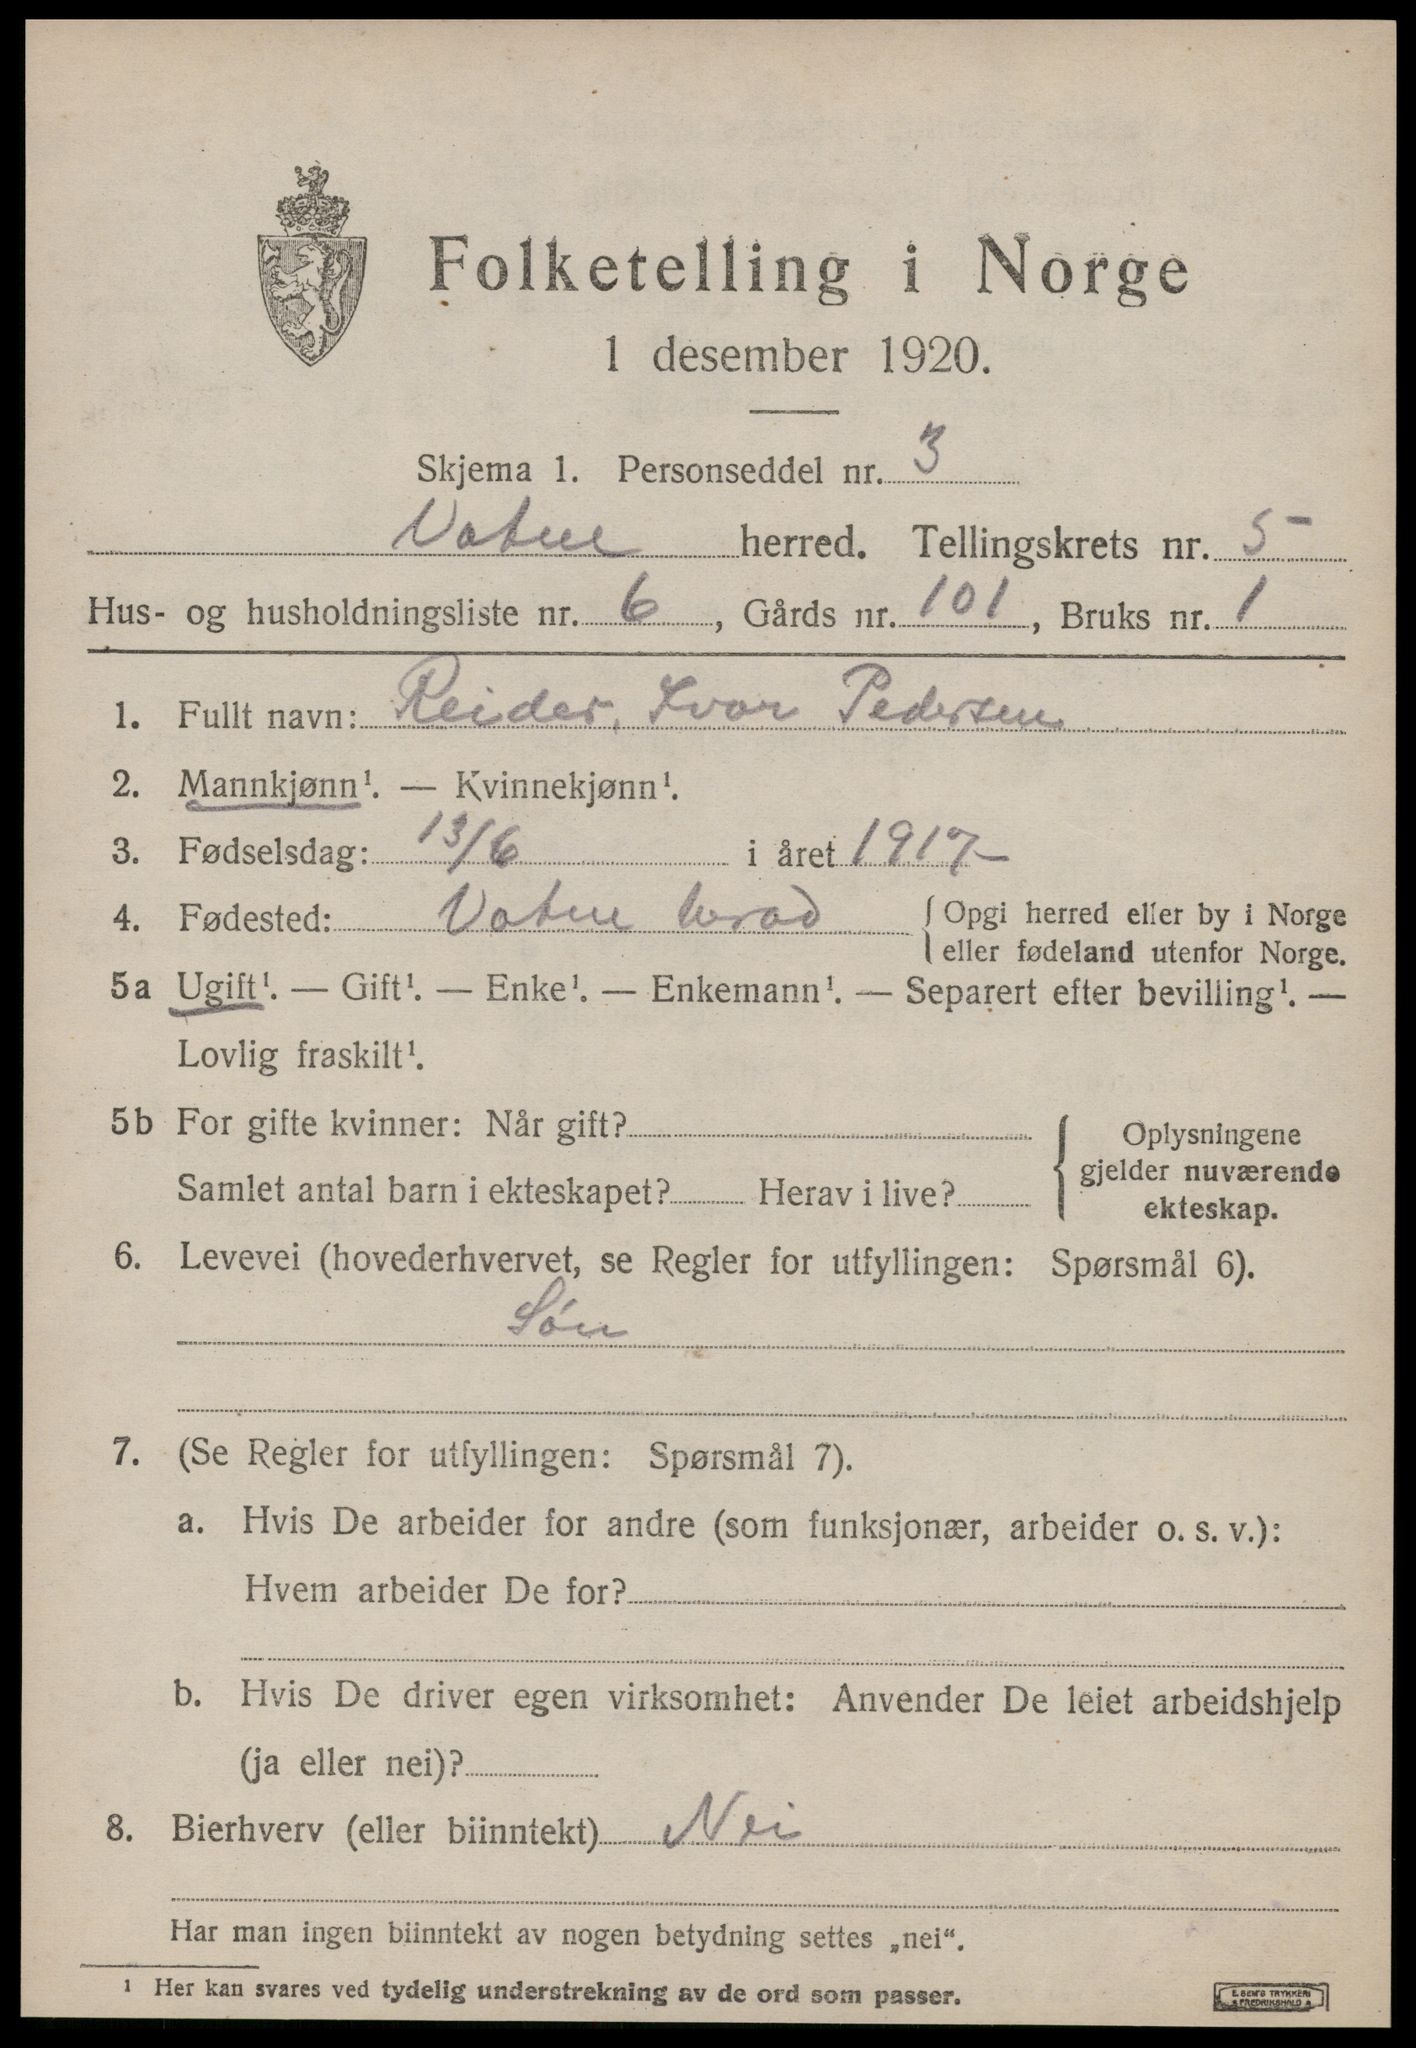 Folketelling i Norge
1 desember 1920.
Skjema 1. Personseddel nr. 3
Vatne herred. Tellingskrets nr. 5
Hus- og husholdningsliste nr. 6, Gårds nr. 101, Bruks nr. 1
1. Fullt navn: Reider, Ivar Pedersen
2. Mannkjønn¹. — Kvinnekjønn¹.
3. Fødselsdag: 13/6 i året 1917
4. Fødested: Vatne herad { Opgi herred eller by i Norge
eller fødeland utenfor Norge.
5a Ugift¹. — Gift¹. — Enke¹. — Enkemann¹. — Separert efter bevilling¹. —
Lovlig fraskilt¹.
5b For gifte kvinner: Når gift?
Samlet antal barn i ekteskapet? Herav i live?
{ Oplysningene
gjelder nuværende
ekteskap.
6. Levevei (hovederhvervet, se Regler for utfyllingen: Spørsmål 6).
Søn
7. (Se Regler for utfyllingen: Spørsmål 7).
a. Hvis De arbeider for andre (som funksjonær, arbeider o. s. v.):
Hvem arbeider De for?
b. Hvis De driver egen virksomhet: Anvender De leiet arbeidshjelp
(ja eller nei)?
8. Bierhverv (eller biinntekt) Nei
Har man ingen biinntekt av nogen betydning settes „nei“.
¹ Her kan svares ved tydelig understrekning av de ord som passer.
E. SEM'S TRYKKERI
FREDRIKSHALD